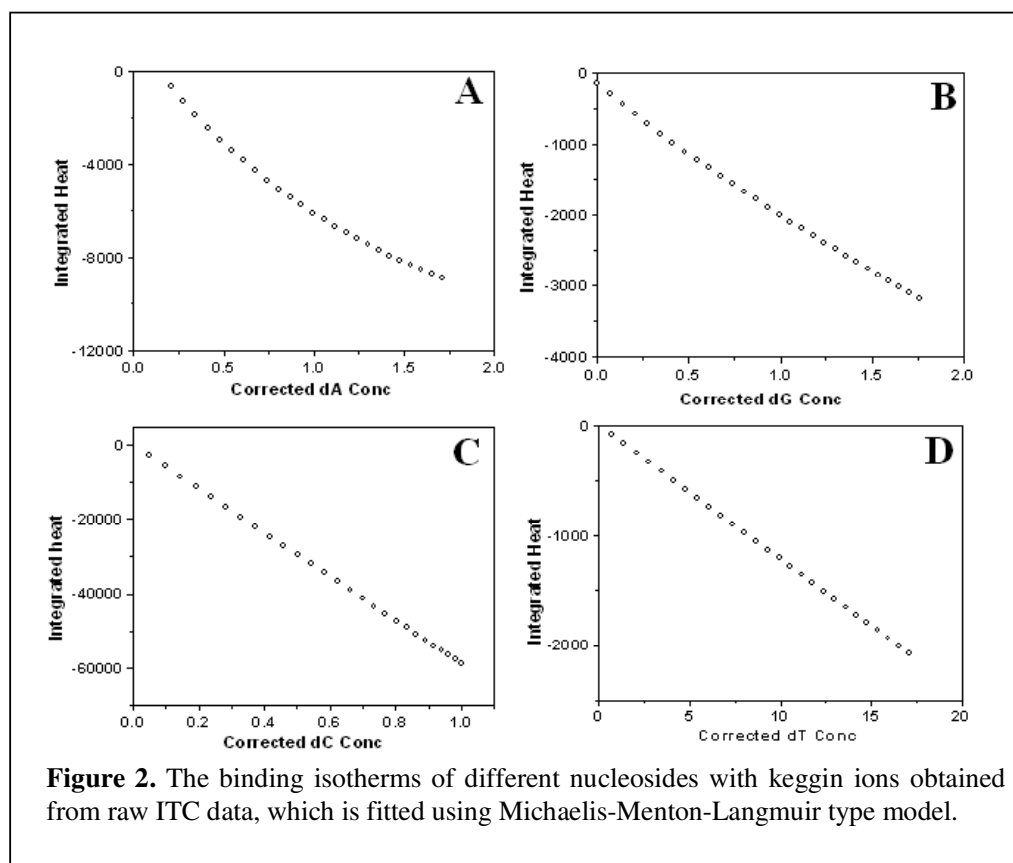 A
0
-4000
-8000
-12000
Integrated Heat
0.0 0.5 1.0 1.5 2.0
Corrected dA Conc
B
0
-1000
-2000
-3000
-4000
Integrated Heat
0.0 0.5 1.0 1.5 2.0
Corrected dG Conc
C
0
-20000
-40000
-60000
Integrated heat
0.0 0.2 0.4 0.6 0.8 1.0
Corrected dC Conc
D
0
-1000
-2000
Integrated Heat
0 5 10 15 20
Corrected dT Conc
Figure 2. The binding isotherms of different nucleosides with keggin ions obtained
from raw ITC data, which is fitted using Michaelis-Menton-Langmuir type model.